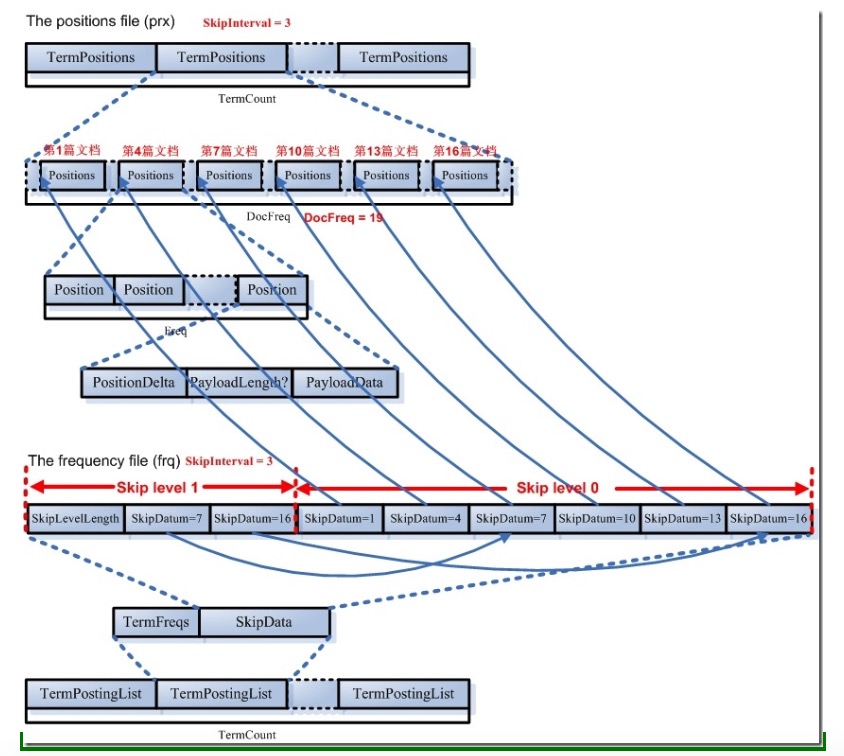 The positions file (prx) SkipInterval = 3
TermPositions TermPositions TermPositions
TermCount
第1篇文档 第4篇文档 第7篇文档 第10篇文档 第13篇文档 第16篇文档
Positions Positions Positions Positions Positions Positions
DocFreq DocFreq = 19
Position Position Position
Freq
PositionDelta PayloadLength? PayloadData
The frequency file (frq) SkipInterval = 3
Skip level 1 Skip level 0
SkipLevelLength SkipDatum=7 SkipDatum=16 SkipDatum=1 SkipDatum=4 SkipDatum=7 SkipDatum=10 SkipDatum=13 SkipDatum=16
TermFreqs SkipData
TermPostingList TermPostingList TermPostingList
TermCount